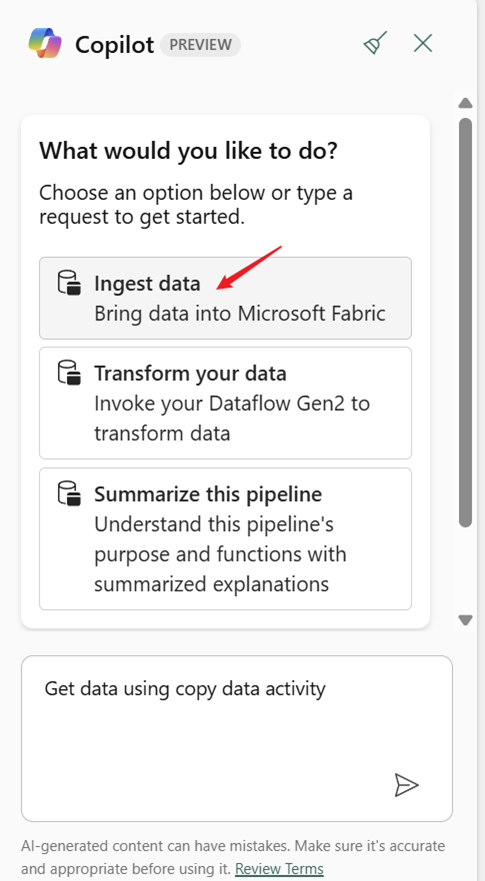 Copilot PREVIEW
What would you like to do?
Choose an option below or type a
request to get started.
Ingest data
Bring data into Microsoft Fabric
Transform your data
Invoke your Dataflow Gen2 to
transform data
Summarize this pipeline
Understand this pipeline's
purpose and functions with
summarized explanations
Get data using copy data activity
AI-generated content can have mistakes. Make sure it's accurate
and appropriate before using it. Review Terms